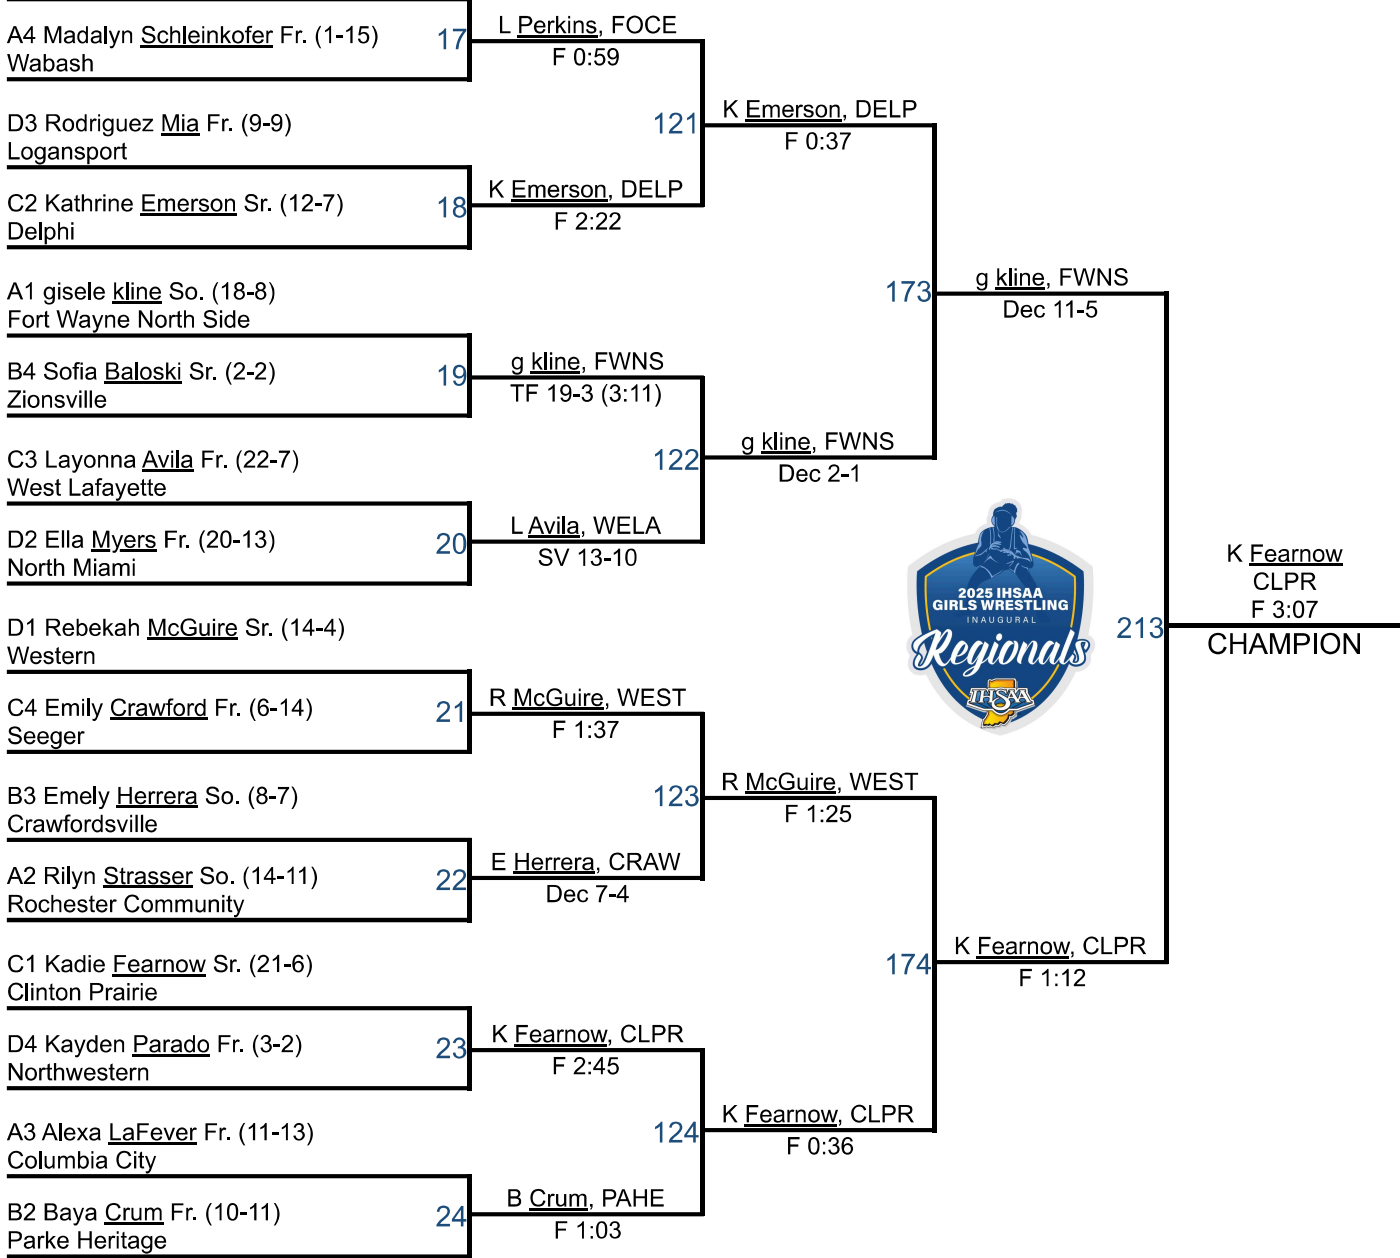 A4 Madalyn Schleinkofer Fr. (1-15)
Wabash
17
L Perkins, FOCE
F 0:59
D3 Rodriguez Mia Fr. (9-9)
Logansport
121
K Emerson, DELP
F 0:37
C2 Kathrine Emerson Sr. (12-7)
Delphi
18
K Emerson, DELP
F 2:22
A1 gisele kline So. (18-8)
Fort Wayne North Side
173
g kline, FWNS
Dec 11-5
B4 Sofia Baloski Sr. (2-2)
Zionsville
19
g kline, FWNS
TF 19-3 (3:11)
C3 Layonna Avila Fr. (22-7)
West Lafayette
122
g kline, FWNS
Dec 2-1
D2 Ella Myers Fr. (20-13)
North Miami
20
L Avila, WELA
SV 13-10
2025 IHSAA
GIRLS WRESTLING
INAUGURAL
Regionals
IHSAA
213
K Fearnow
CLPR
F 3:07
CHAMPION
D1 Rebekah McGuire Sr. (14-4)
Western
C4 Emily Crawford Fr. (6-14)
Seeger
21
R McGuire, WEST
F 1:37
B3 Emely Herrera So. (8-7)
Crawfordsville
123
R McGuire, WEST
F 1:25
A2 Rilyn Strasser So. (14-11)
Rochester Community
22
E Herrera, CRAW
Dec 7-4
C1 Kadie Fearnow Sr. (21-6)
Clinton Prairie
174
K Fearnow, CLPR
F 1:12
D4 Kayden Parado Fr. (3-2)
Northwestern
23
K Fearnow, CLPR
F 2:45
A3 Alexa LaFever Fr. (11-13)
Columbia City
124
K Fearnow, CLPR
F 0:36
B2 Baya Crum Fr. (10-11)
Parke Heritage
24
B Crum, PAHE
F 1:03